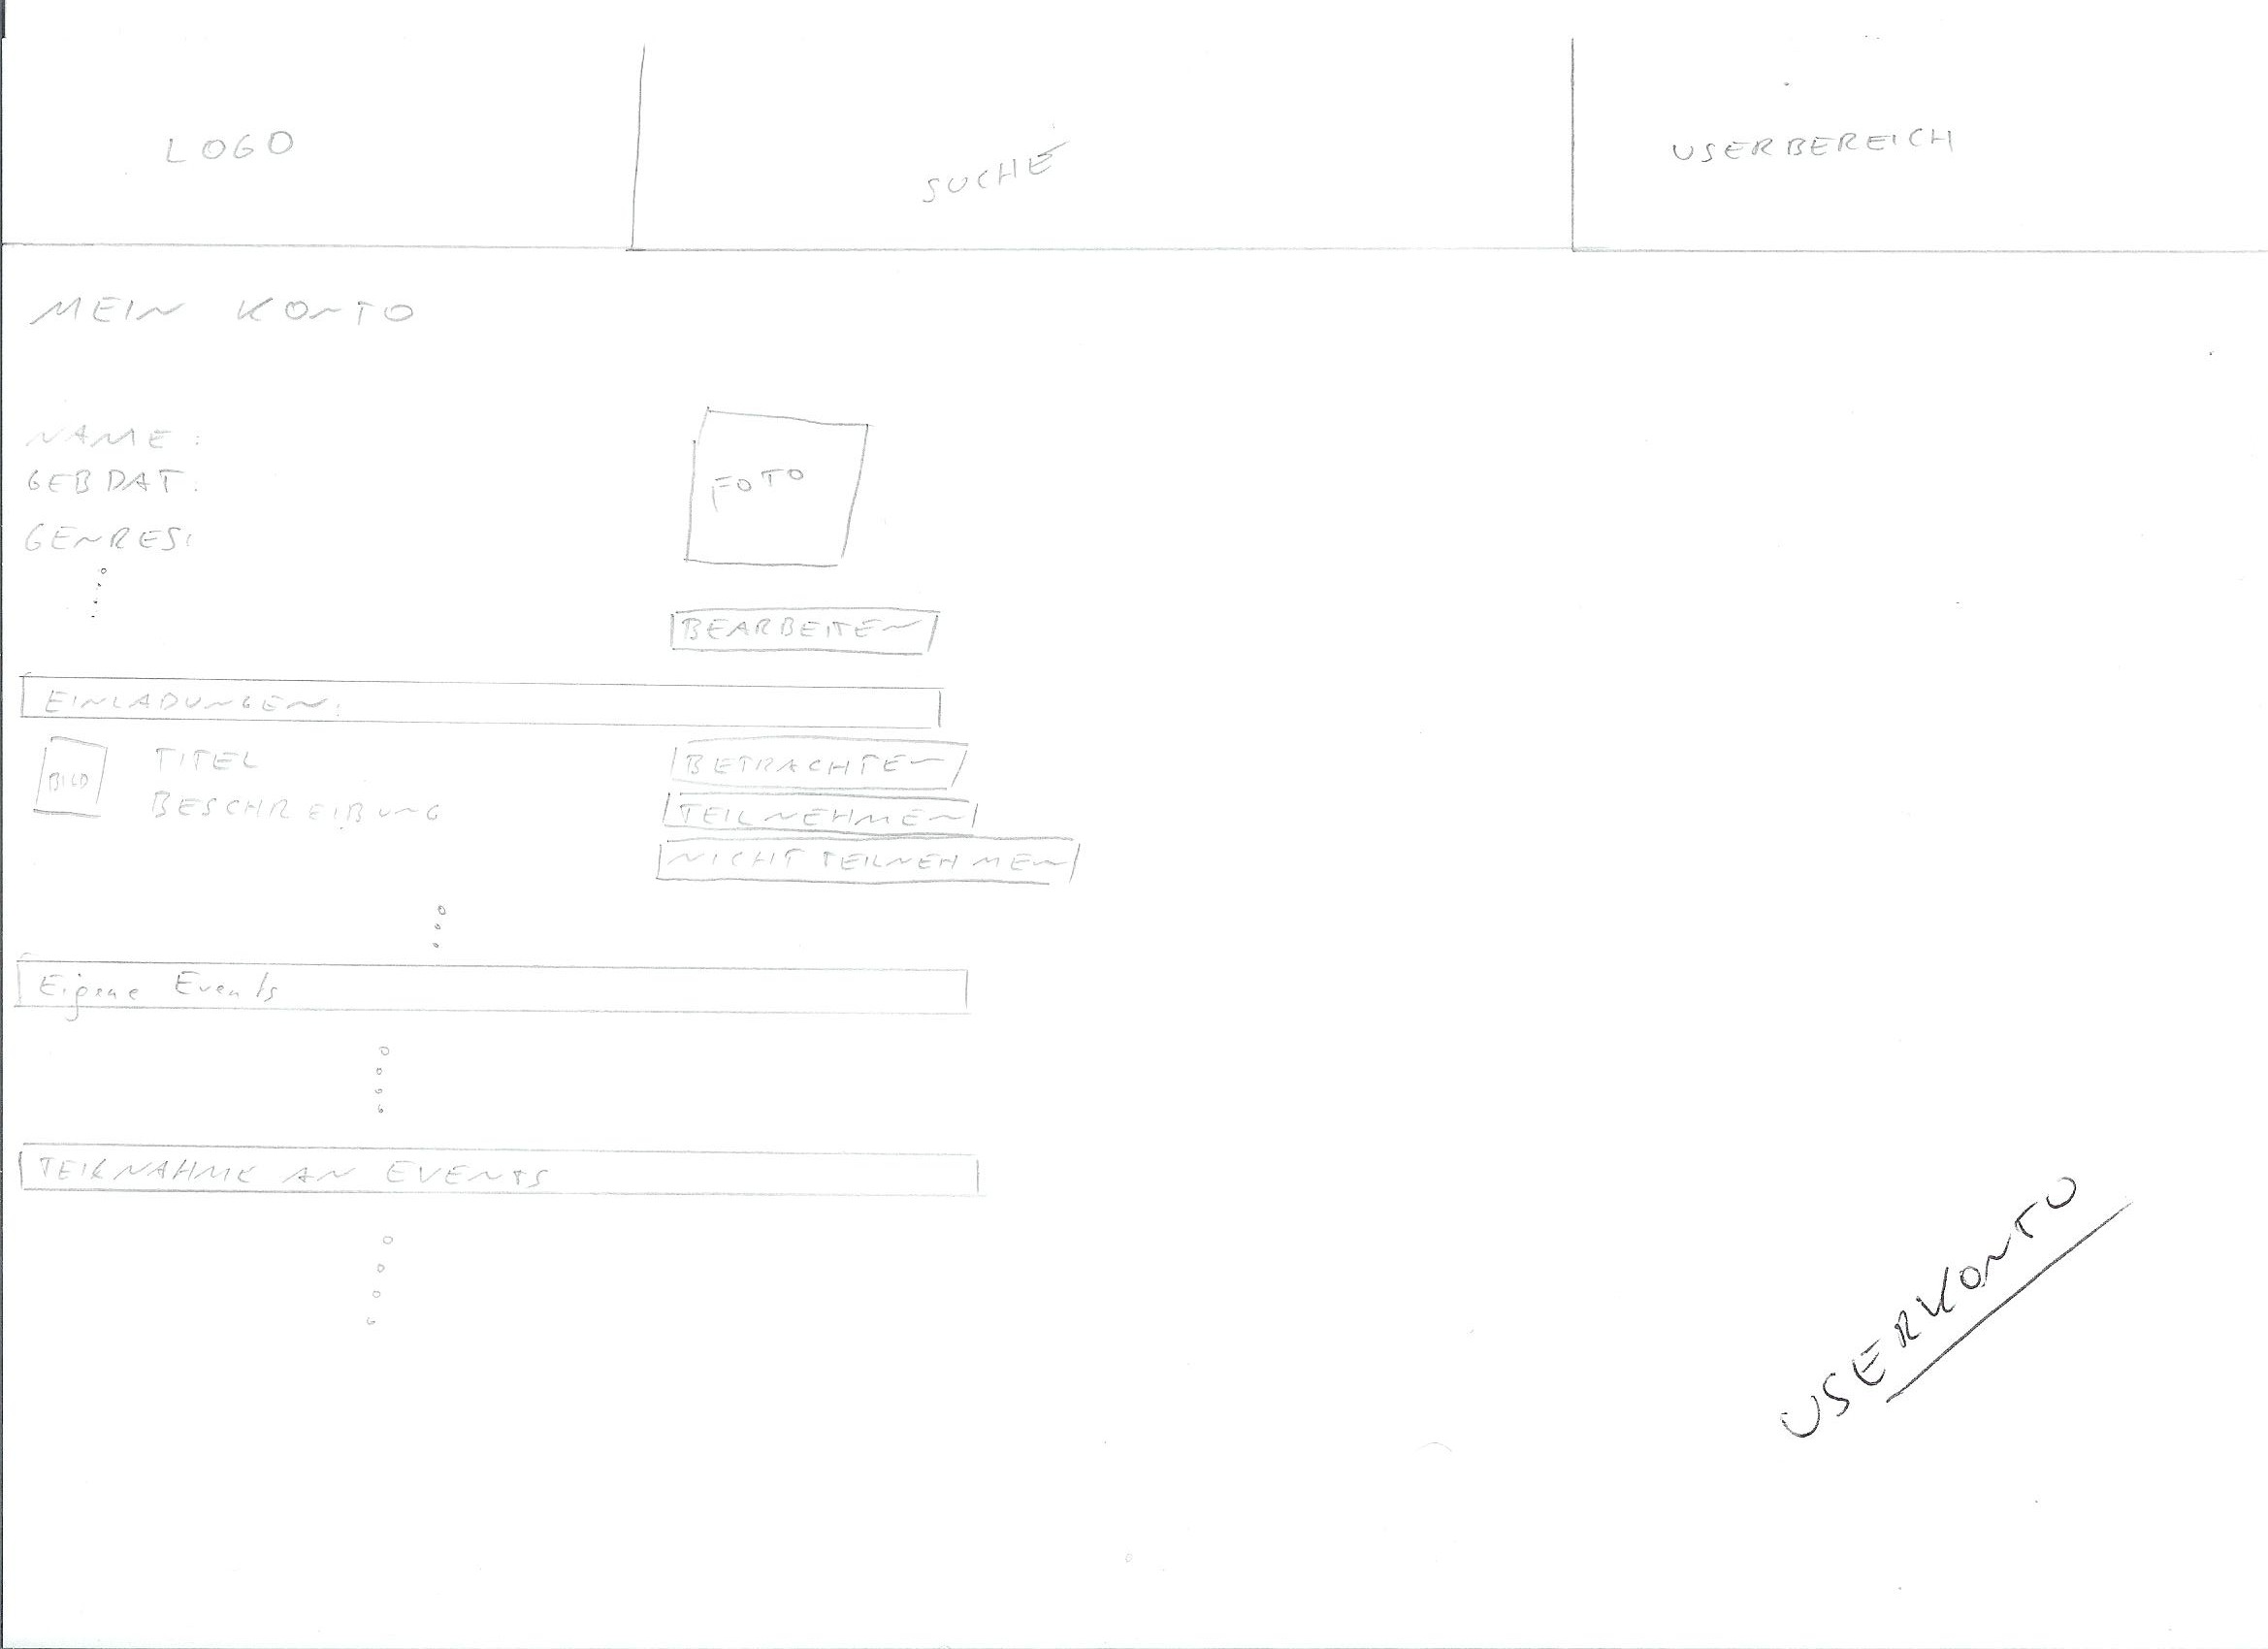 LOGO
SUCHE
USERBEREICH
MEIN KONTO
NAME:
GEBDAT:
GENRES:
FOTO
BEARBEITEN
EINLADUNGEN:
BILD
TITEL
BESCHREIBUNG
BETRACHTEN
TEILNEHMEN
NICHT TEILNEHMEN
Eigene Events
TEILNAHME AN EVENTS
USERKONTO